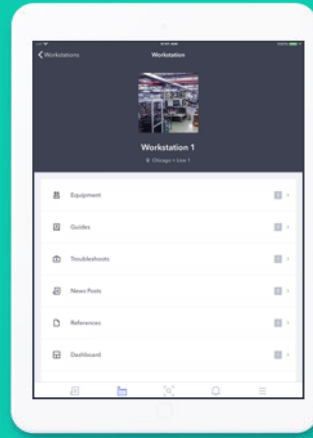 Workstations
Workstation
Workstation 1
Chicago > Line 1
Equipment
Guides
Troubleshoots
News Posts
References
Dashboard